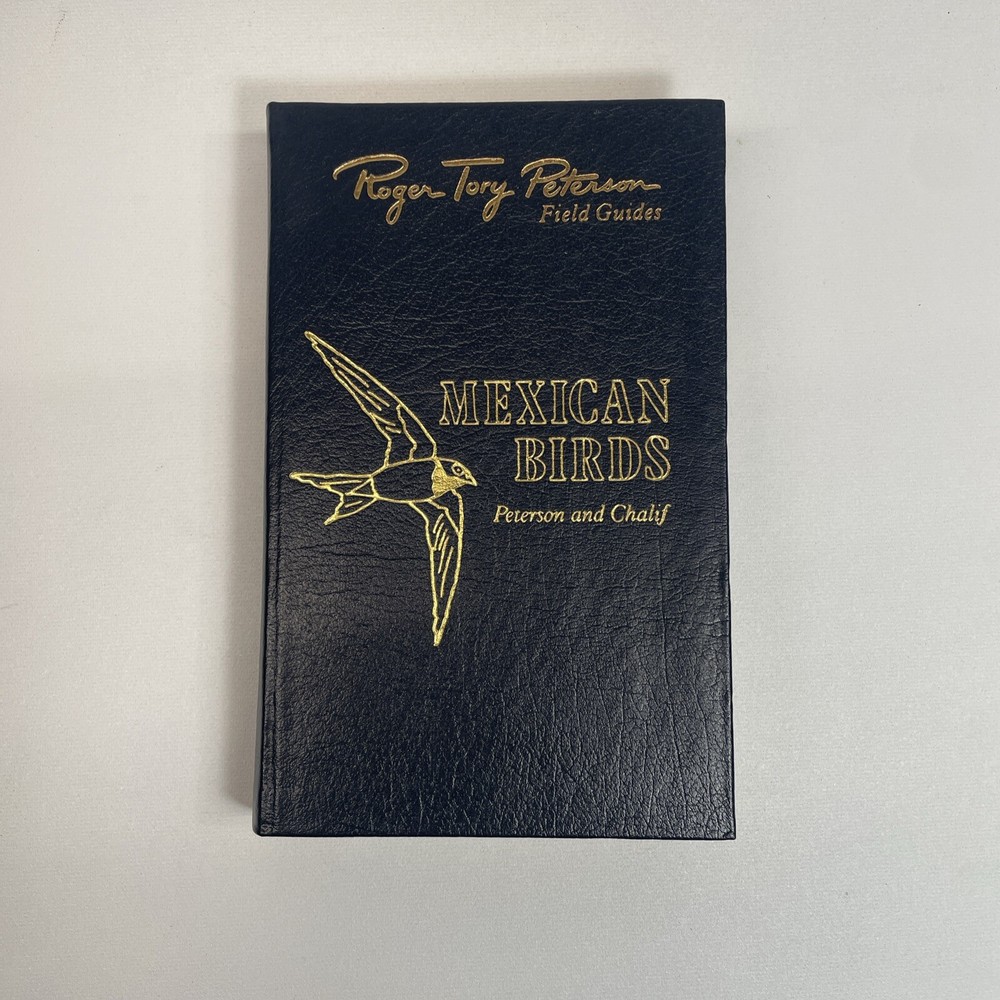 Roger Tory Peterson
Field Guides
MEXICAN
BIRDS
Peterson and Chalif